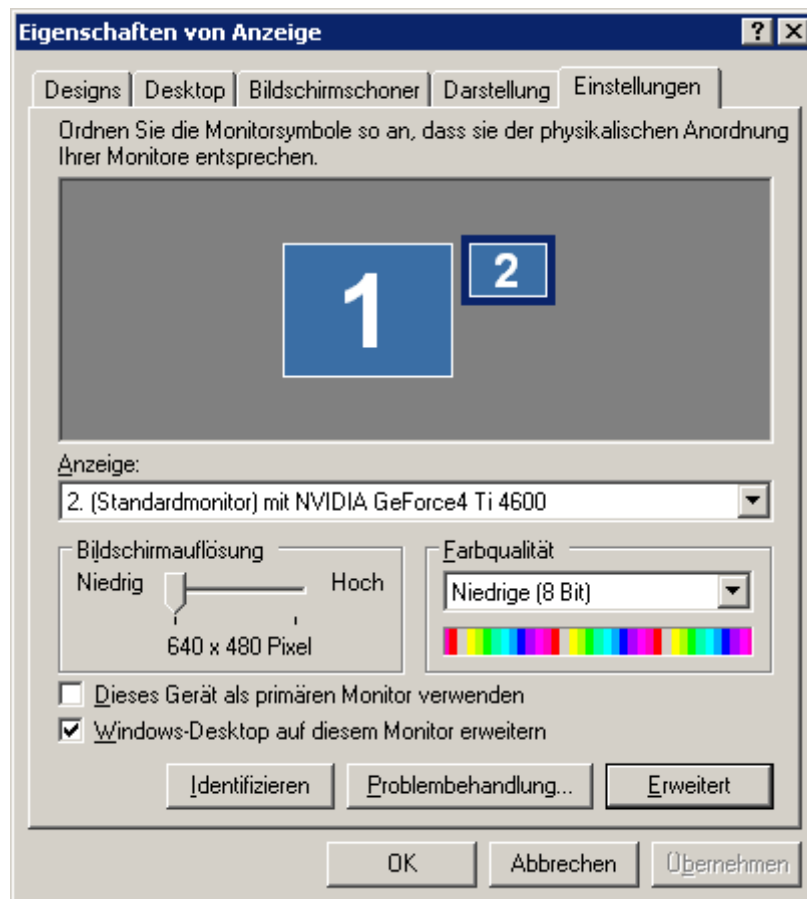 Eigenschaften von Anzeige
Designs Desktop Bildschirmschoner Darstellung Einstellungen
Ordnen Sie die Monitorsymbole so an, dass sie der physikalischen Anordnung
Ihrer Monitore entsprechen.
1 2
Anzeige:
2. (Standardmonitor) mit NVIDIA GeForce4 Ti 4600
Bildschirmauflösung
Niedrig Hoch
640 x 480 Pixel
Farbqualität
Niedrige (8 Bit)
Dieses Gerät als primären Monitor verwenden
Windows-Desktop auf diesem Monitor erweitern
Identifizieren Problembehandlung... Erweitert
OK Abbrechen Übernehmen